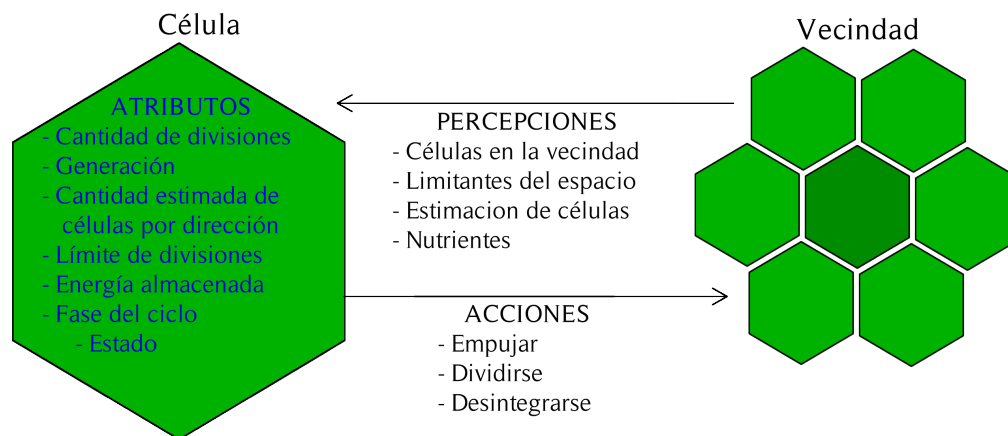 Célula
ATRIBUTOS
- Cantidad de divisiones
- Generación
- Cantidad estimada de
células por dirección
- Límite de divisiones
- Energía almacenada
- Fase del ciclo
- Estado
PERCEPCIONES
- Células en la vecindad
- Limitantes del espacio
- Estimacion de células
- Nutrientes
ACCIONES
- Empujar
- Dividirse
- Desintegrarse
Vecindad